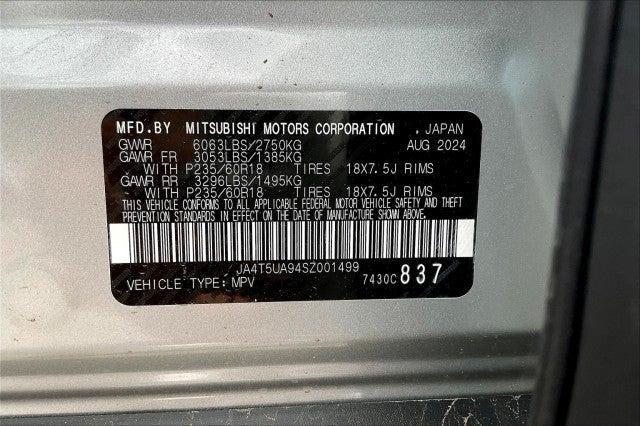 MFD.BY MITSUBISHI MOTORS CORPORATION , JAPAN
GVWR 6063LBS/2750KG AUG 2024
GAWR FR 3053LBS/1385KG
WITH P235/60R18 TIRES 18X7.5J RIMS
GAWR RR 3296LBS/1495KG
WITH P235/60R18 TIRES 18X7.5J RIMS
THIS VEHICLE CONFORMS TO ALL APPLICABLE FEDERAL MOTOR VEHICLE SAFETY AND THEFT
PREVENTION STANDARDS IN EFFECT ON THE DATE OF MANUFACTURE SHOWN ABOVE.
JA4T5UA94SZ001499
VEHICLE TYPE:MPV 7430C 837